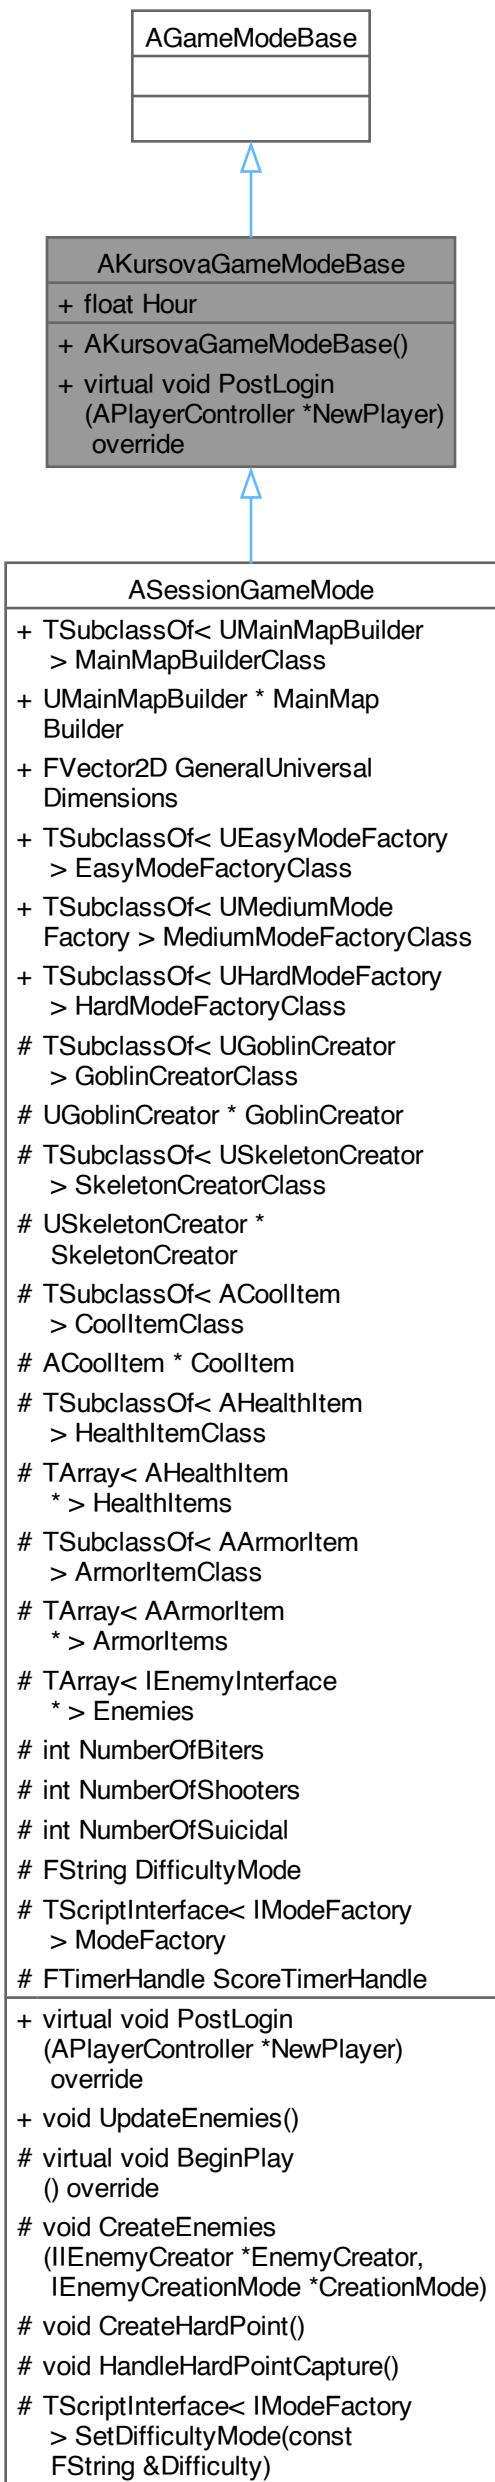 AGameModeBase
AKursovaGameModeBase
+ float Hour
+ AKursovaGameModeBase()
+ virtual void PostLogin
(APlayerController *NewPlayer)
override
ASessionGameMode
+ TSubclassOf< UMainMapBuilder
> MainMapBuilderClass
+ UMainMapBuilder * MainMap
Builder
+ FVector2D GeneralUniversal
Dimensions
+ TSubclassOf< UEasyModeFactory
> EasyModeFactoryClass
+ TSubclassOf< UMediumMode
Factory > MediumModeFactoryClass
+ TSubclassOf< UHardModeFactory
> HardModeFactoryClass
# TSubclassOf< UGoblinCreator
> GoblinCreatorClass
# UGoblinCreator * GoblinCreator
# TSubclassOf< USkeletonCreator
> SkeletonCreatorClass
# USkeletonCreator *
SkeletonCreator
# TSubclassOf< ACoolItem
> CoolItemClass
# ACoolItem * CoolItem
# TSubclassOf< AHealthItem
> HealthItemClass
# TArray< AHealthItem
* > HealthItems
# TSubclassOf< AArmorItem
> ArmorItemClass
# TArray< AArmorItem
* > ArmorItems
# TArray< IEnemyInterface
* > Enemies
# int NumberOfBiters
# int NumberOfShooters
# int NumberOfSuicidal
# FString DifficultyMode
# TScriptInterface< IModeFactory
> ModeFactory
# FTimerHandle ScoreTimerHandle
+ virtual void PostLogin
(APlayerController *NewPlayer)
override
+ void UpdateEnemies()
# virtual void BeginPlay
() override
# void CreateEnemies
(IIEnemyCreator *EnemyCreator,
IEnemyCreationMode *CreationMode)
# void CreateHardPoint()
# void HandleHardPointCapture()
# TScriptInterface< IModeFactory
> SetDifficultyMode(const
FString &Difficulty)